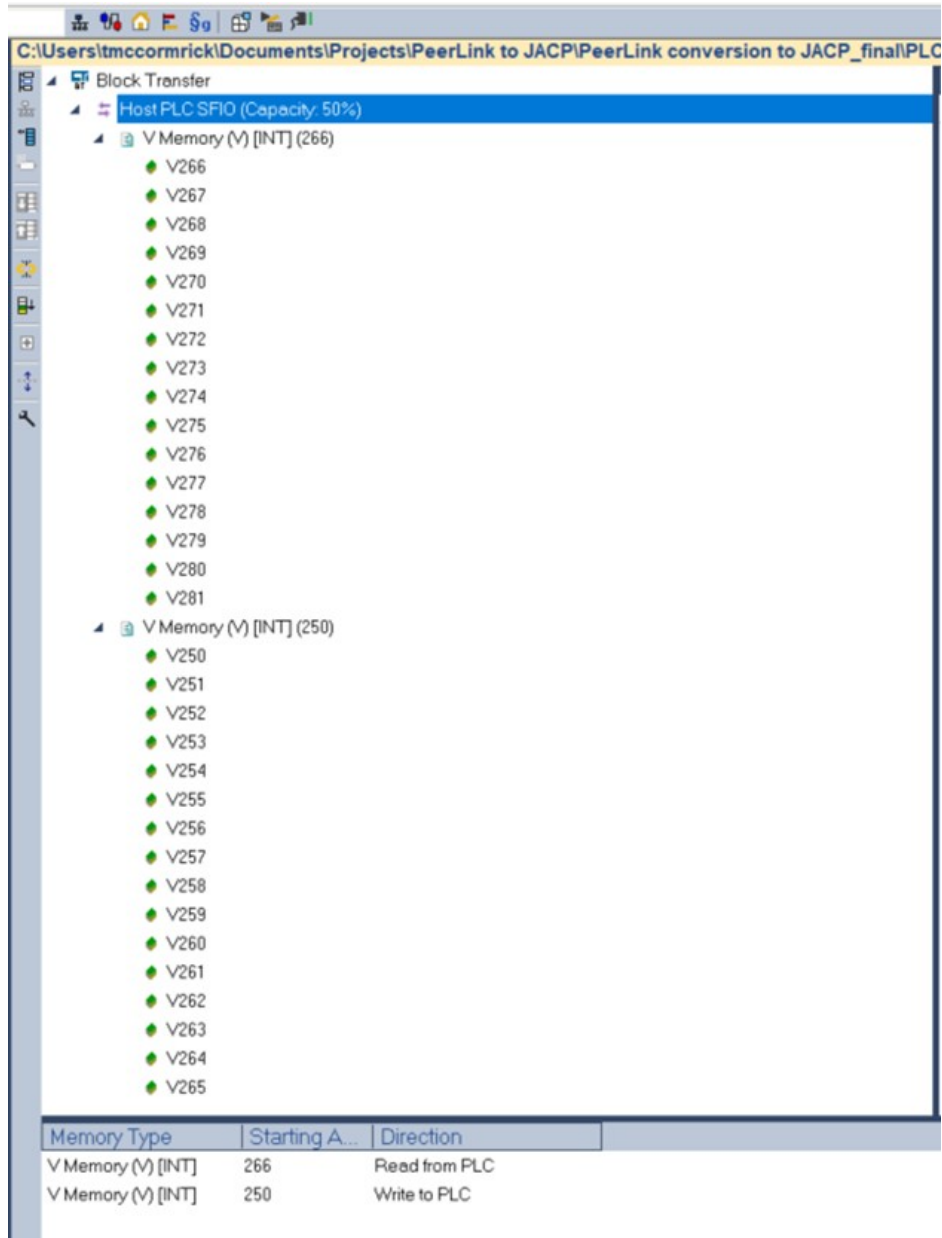 C:\Users\tmccormrick\Documents\Projects\PeerLink to JACP\PeerLink conversion to JACP_final\PLC
Block Transfer
Host PLC SFIO (Capacity: 50%)
V Memory (V) [INT] (266)
V266
V267
V268
V269
V270
V271
V272
V273
V274
V275
V276
V277
V278
V279
V280
V281
V Memory (V) [INT] (250)
V250
V251
V252
V253
V254
V255
V256
V257
V258
V259
V260
V261
V262
V263
V264
V265
Memory Type Starting A... Direction
V Memory (V) [INT] 266 Read from PLC
V Memory (V) [INT] 250 Write to PLC